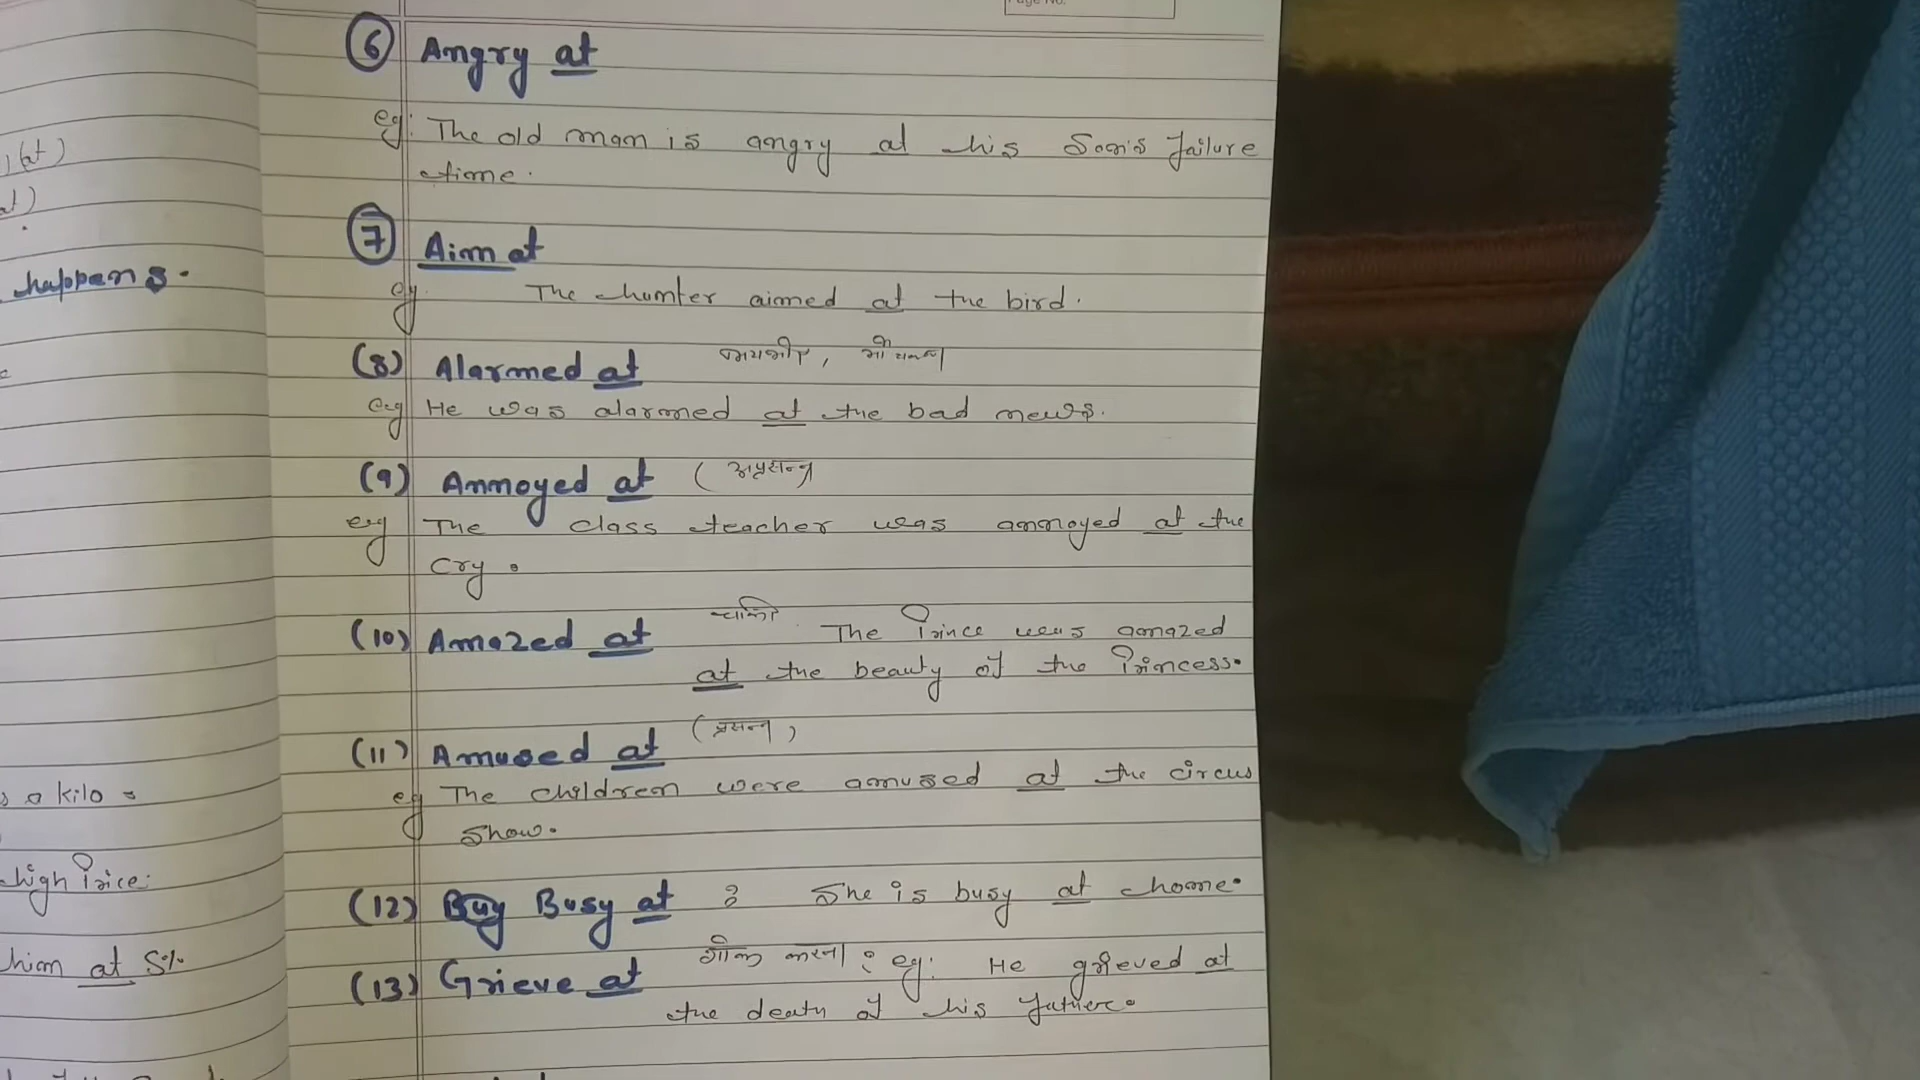 Page No.
(6) Angry at
eg: The old man is angry at his Son's failure
time.
(7) Aim at
eg. The hunter aimed at the bird.
(8) Alarmed at भयभीत,
e.g He was alarmed at the bad news.
(9) Annoyed at (अप्रसन्न)
e.g The class teacher was annoyed at the
cry.
(10) Amazed at चकित The Prince was amazed
at the beauty of the Princess.
(11) Amused at (प्रसन्न)
eg The children were amused at the circus
show.
(12) Busy at : She is busy at home.
(13) Grieve at शोक करना : eg: He grieved at
the death of his father.
happens.
s a kilo
high Price.
him at 5%